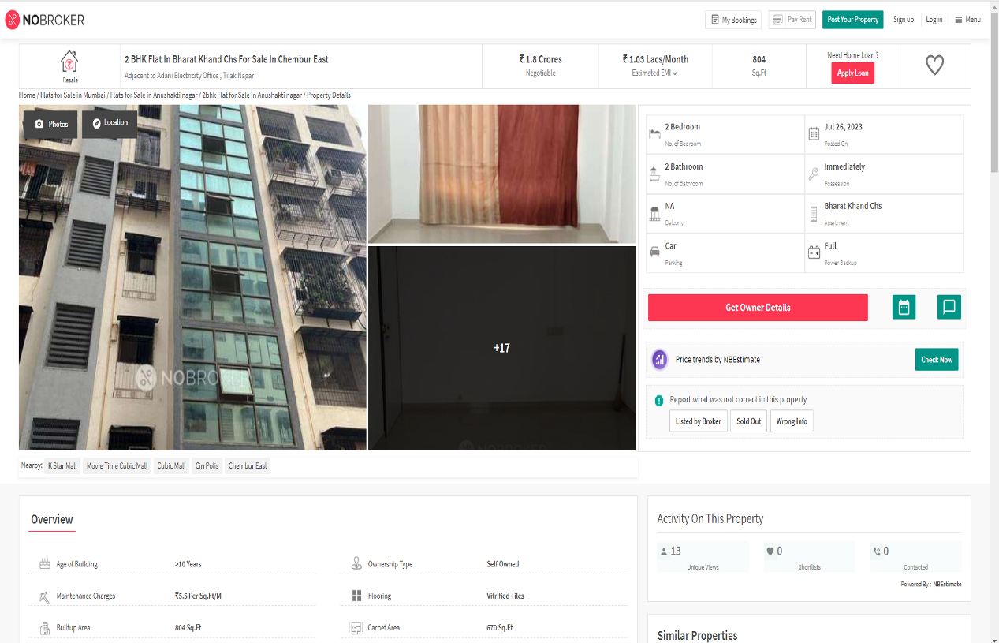 NOBROKER
My Bookings
Pay Rent
Post Your Property
Sign up
Log in
Menu
Resale
2 BHK Flat In Bharat Khand Chs For Sale In Chembur East
Adjacent to Adani Electricity Office , Tilak Nagar
₹ 1.8 Crores
Negotiable
₹ 1.03 Lacs/Month
Estimated EMI
804
Sq.Ft
Need Home Loan ?
Apply Loan
Home / Flats for Sale in Mumbai / Flats for Sale in Anushakti nagar / 2bhk Flat for Sale in Anushakti nagar / Property Details
Photos
Location
NOBROKER
+17
NOBROKER
2 Bedroom
No. of Bedroom
Jul 26, 2023
Posted On
2 Bathroom
No. of Bathroom
Immediately
Possession
NA
Balcony
Bharat Khand Chs
Apartment
Car
Parking
Full
Power Backup
Get Owner Details
Price trends by NBEstimate
Check Now
Report what was not correct in this property
Listed by Broker
Sold Out
Wrong Info
Nearby:
K Star Mall
Movie Time Cubic Mall
Cubic Mall
Cin Polis
Chembur East
Overview
Age of Building
>10 Years
Ownership Type
Self Owned
Maintenance Charges
₹5.5 Per Sq.Ft/M
Flooring
Vitrified Tiles
Builtup Area
804 Sq.Ft
Carpet Area
670 Sq.Ft
Activity On This Property
13
Unique Views
0
Shortlists
0
Contacted
Powered By : NBEstimate
Similar Properties